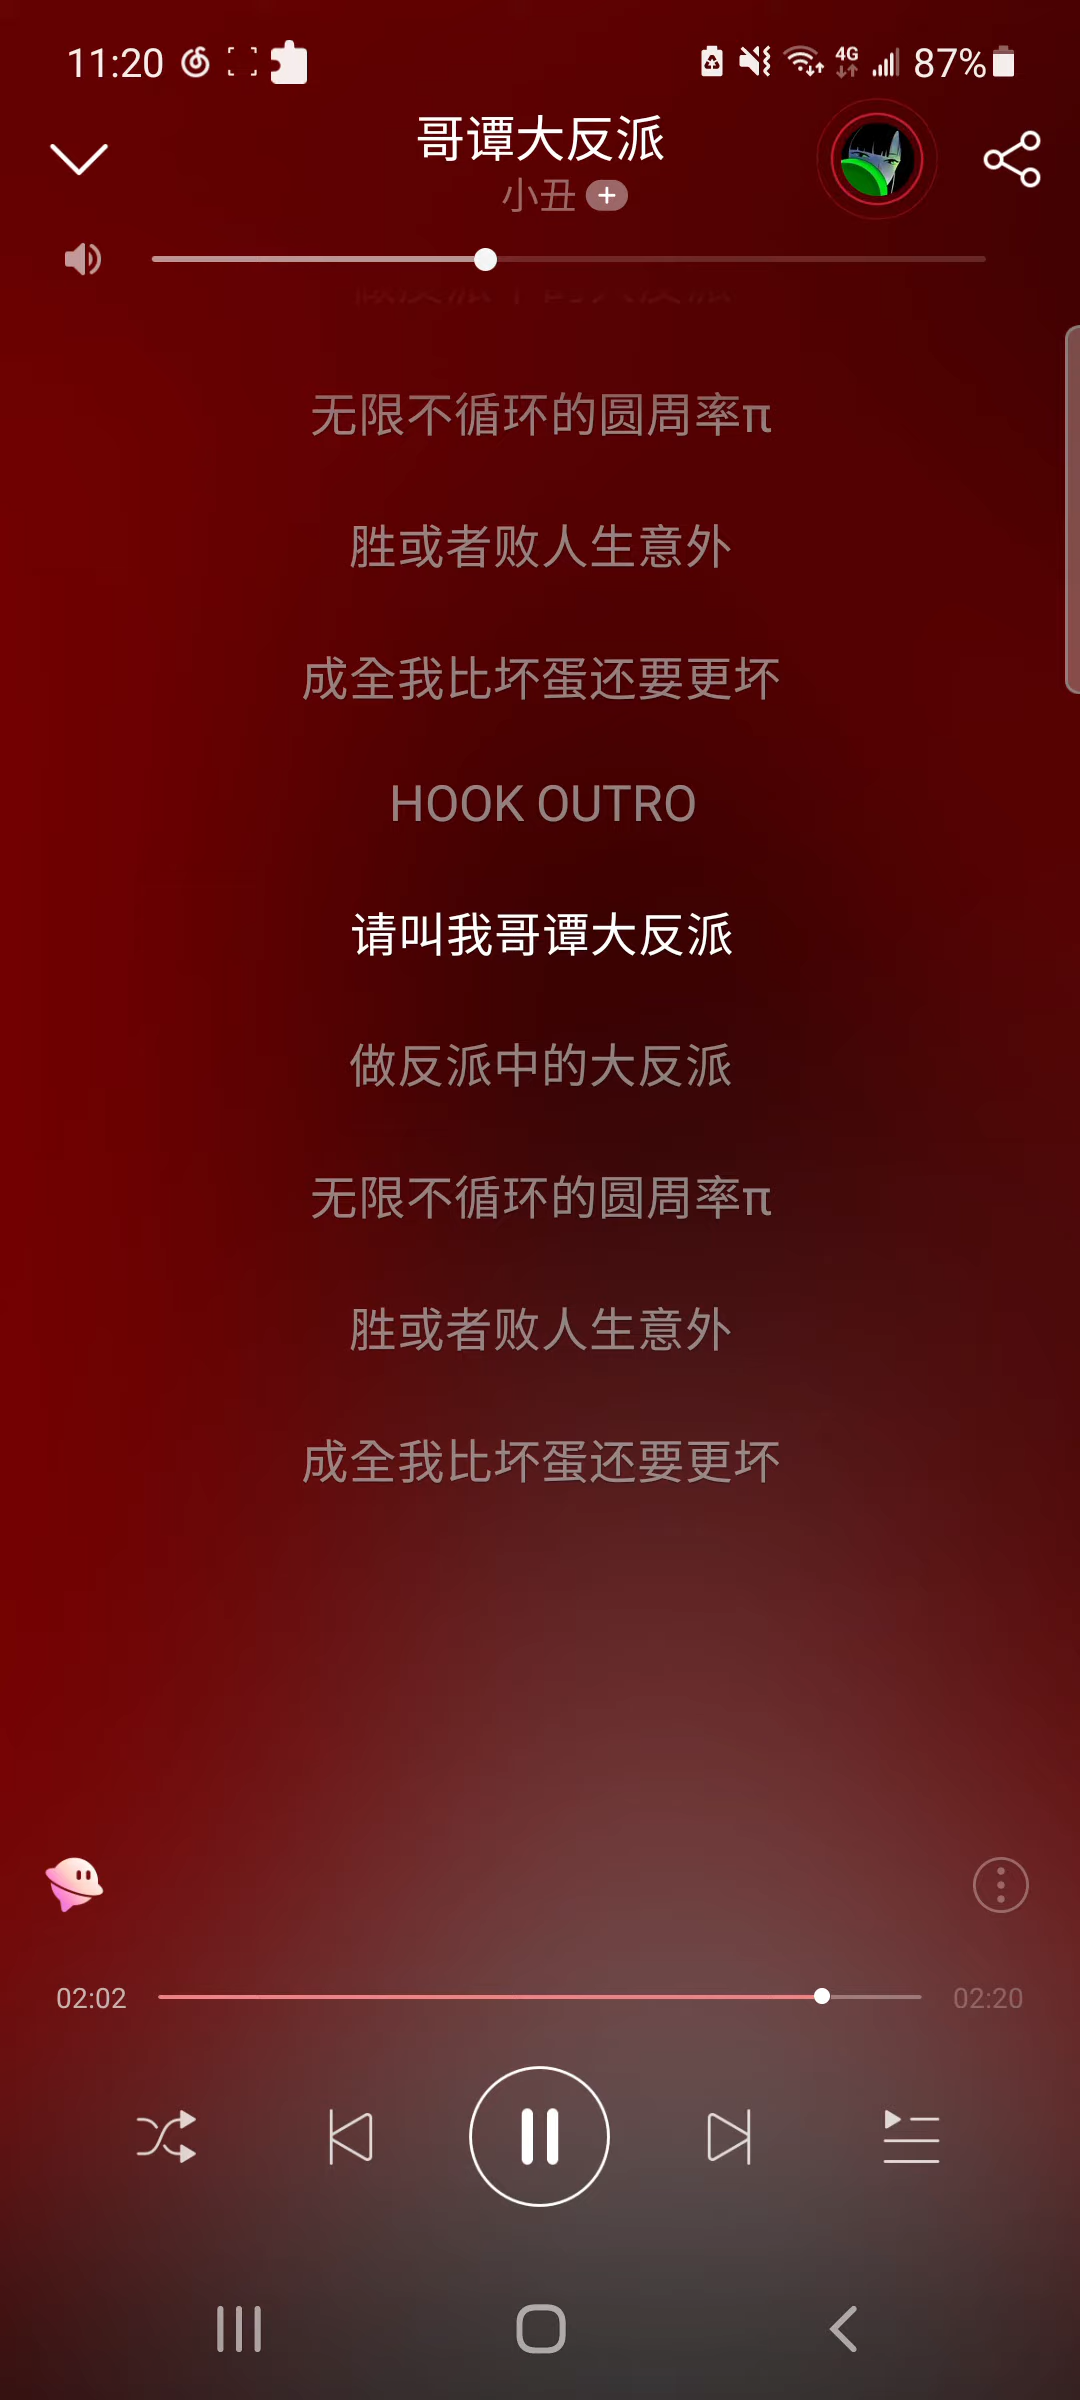 11:20
4G
87%
哥谭大反派
小丑
无限不循环的圆周率π
胜或者败人生意外
成全我比坏蛋还要更坏
HOOK OUTRO
请叫我哥谭大反派
做反派中的大反派
无限不循环的圆周率π
胜或者败人生意外
成全我比坏蛋还要更坏
02:02
02:20